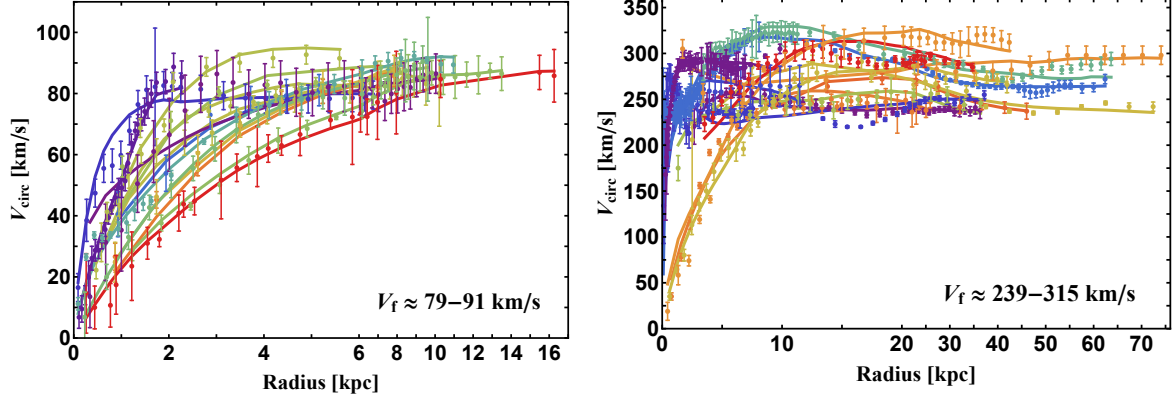 100
80
60
40
20
0
V_circ [km/s]
V_f ≈ 79–91 km/s
0 2 4 6 8 10 12 14 16
Radius [kpc]
350
300
250
200
150
100
50
0
V_circ [km/s]
V_f ≈ 239–315 km/s
0 10 20 30 40 50 60 70
Radius [kpc]